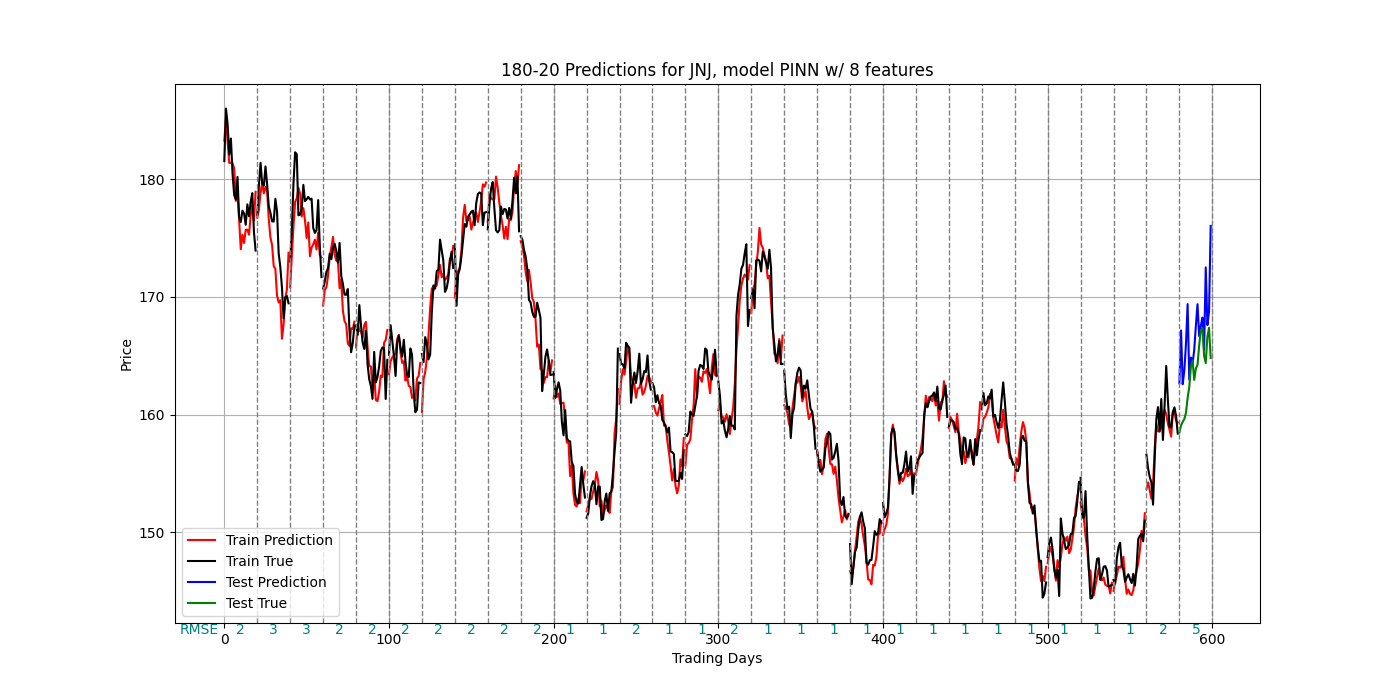 180-20 Predictions for JNJ, model PINN w/ 8 features
Price
180
170
160
150
Train Prediction
Train True
Test Prediction
Test True
RMSE 2 3 3 2 2 2 2 2 2 2 1 1 2 1 1 2 1 1 1 1 1 1 1 1 1 1 1 1 2 5
0 100 200 300 400 500 600
Trading Days